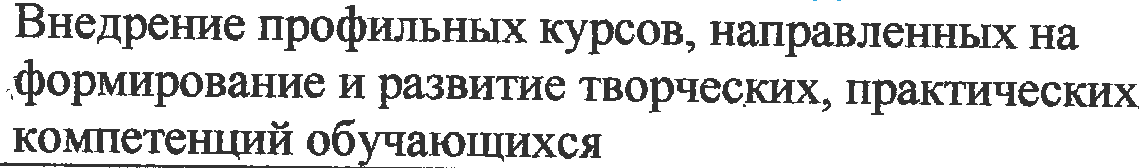 Внедрение профильных курсов, направленных на
формирование и развитие творческих, практических
компетенций обучающихся